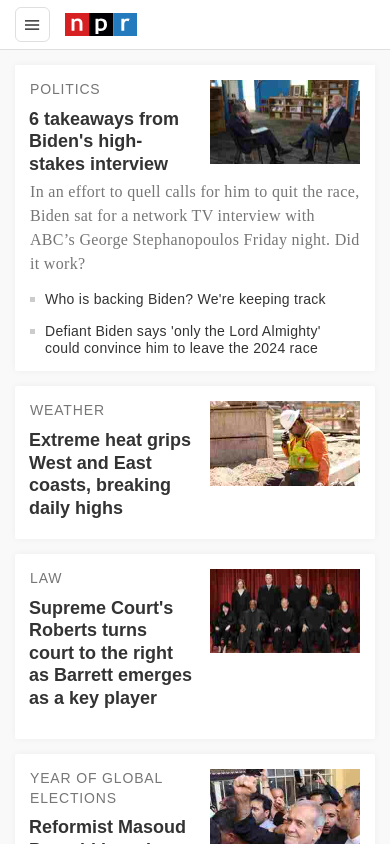 npr
POLITICS
6 takeaways from
Biden's high-
stakes interview
In an effort to quell calls for him to quit the race,
Biden sat for a network TV interview with
ABC’s George Stephanopoulos Friday night. Did
it work?
Who is backing Biden? We're keeping track
Defiant Biden says 'only the Lord Almighty'
could convince him to leave the 2024 race
WEATHER
Extreme heat grips
West and East
coasts, breaking
daily highs
LAW
Supreme Court's
Roberts turns
court to the right
as Barrett emerges
as a key player
YEAR OF GLOBAL
ELECTIONS
Reformist Masoud